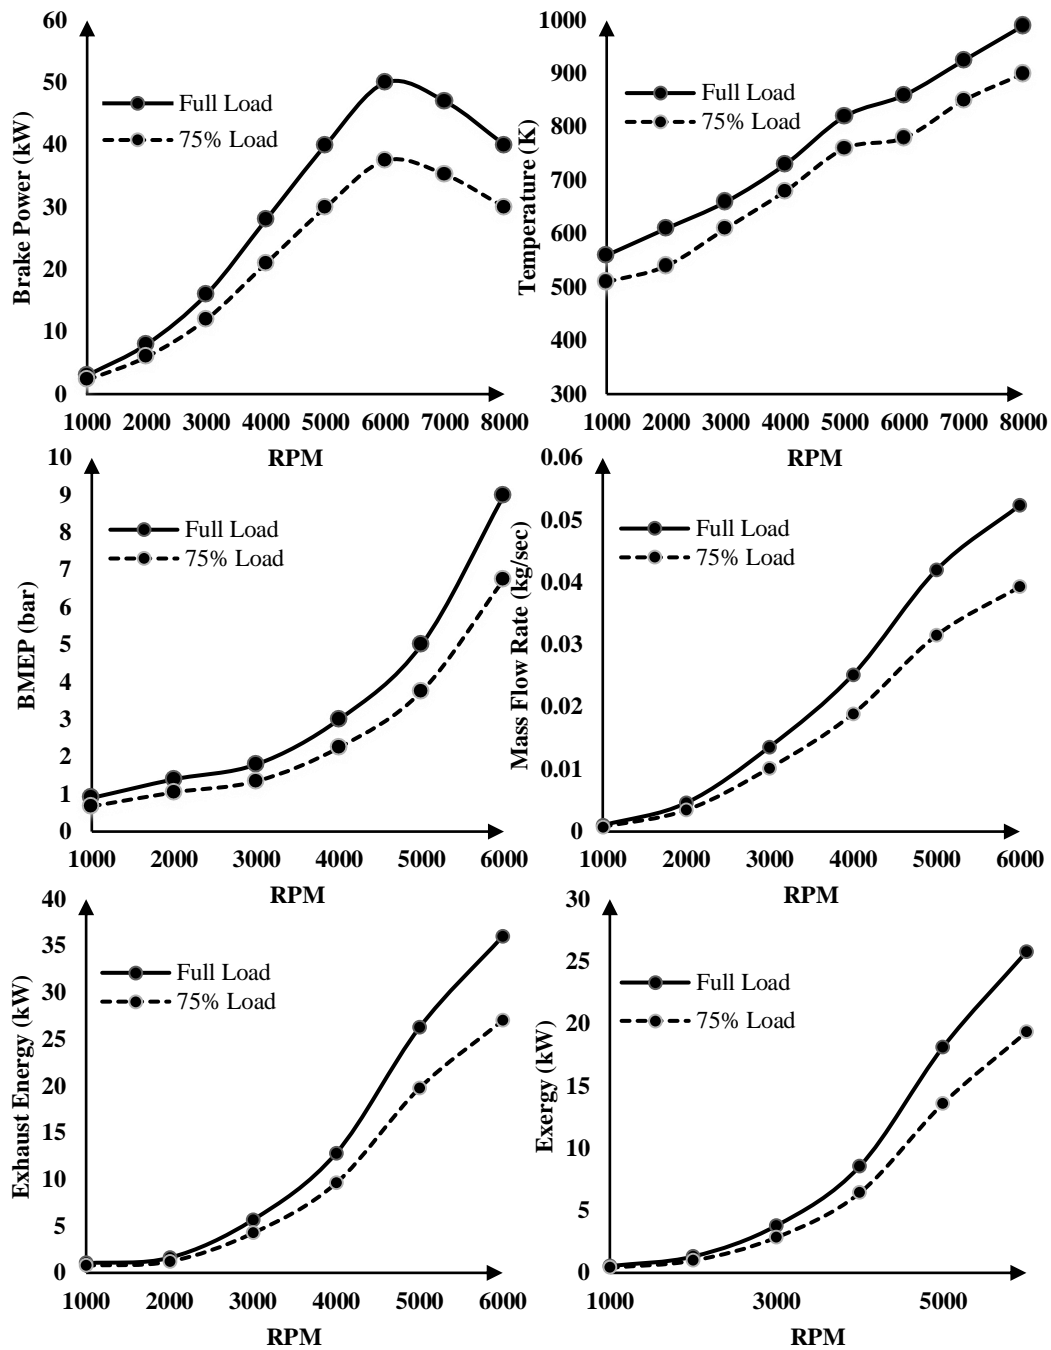 60
50
40
30
20
10
0
Brake Power (kW)
Full Load
75% Load
1000 2000 3000 4000 5000 6000 7000 8000
RPM
1000
900
800
700
600
500
400
300
Temperature (K)
Full Load
75% Load
1000 2000 3000 4000 5000 6000 7000 8000
RPM
10
9
8
7
6
5
4
3
2
1
0
BMEP (bar)
Full Load
75% Load
1000 2000 3000 4000 5000 6000
RPM
0.06
0.05
0.04
0.03
0.02
0.01
0
Mass Flow Rate (kg/sec)
Full Load
75% Load
1000 2000 3000 4000 5000 6000
RPM
40
35
30
25
20
15
10
5
0
Exhaust Energy (kW)
Full Load
75% Load
1000 2000 3000 4000 5000 6000
RPM
30
25
20
15
10
5
0
Exergy (kW)
Full Load
75% Load
1000 3000 5000
RPM